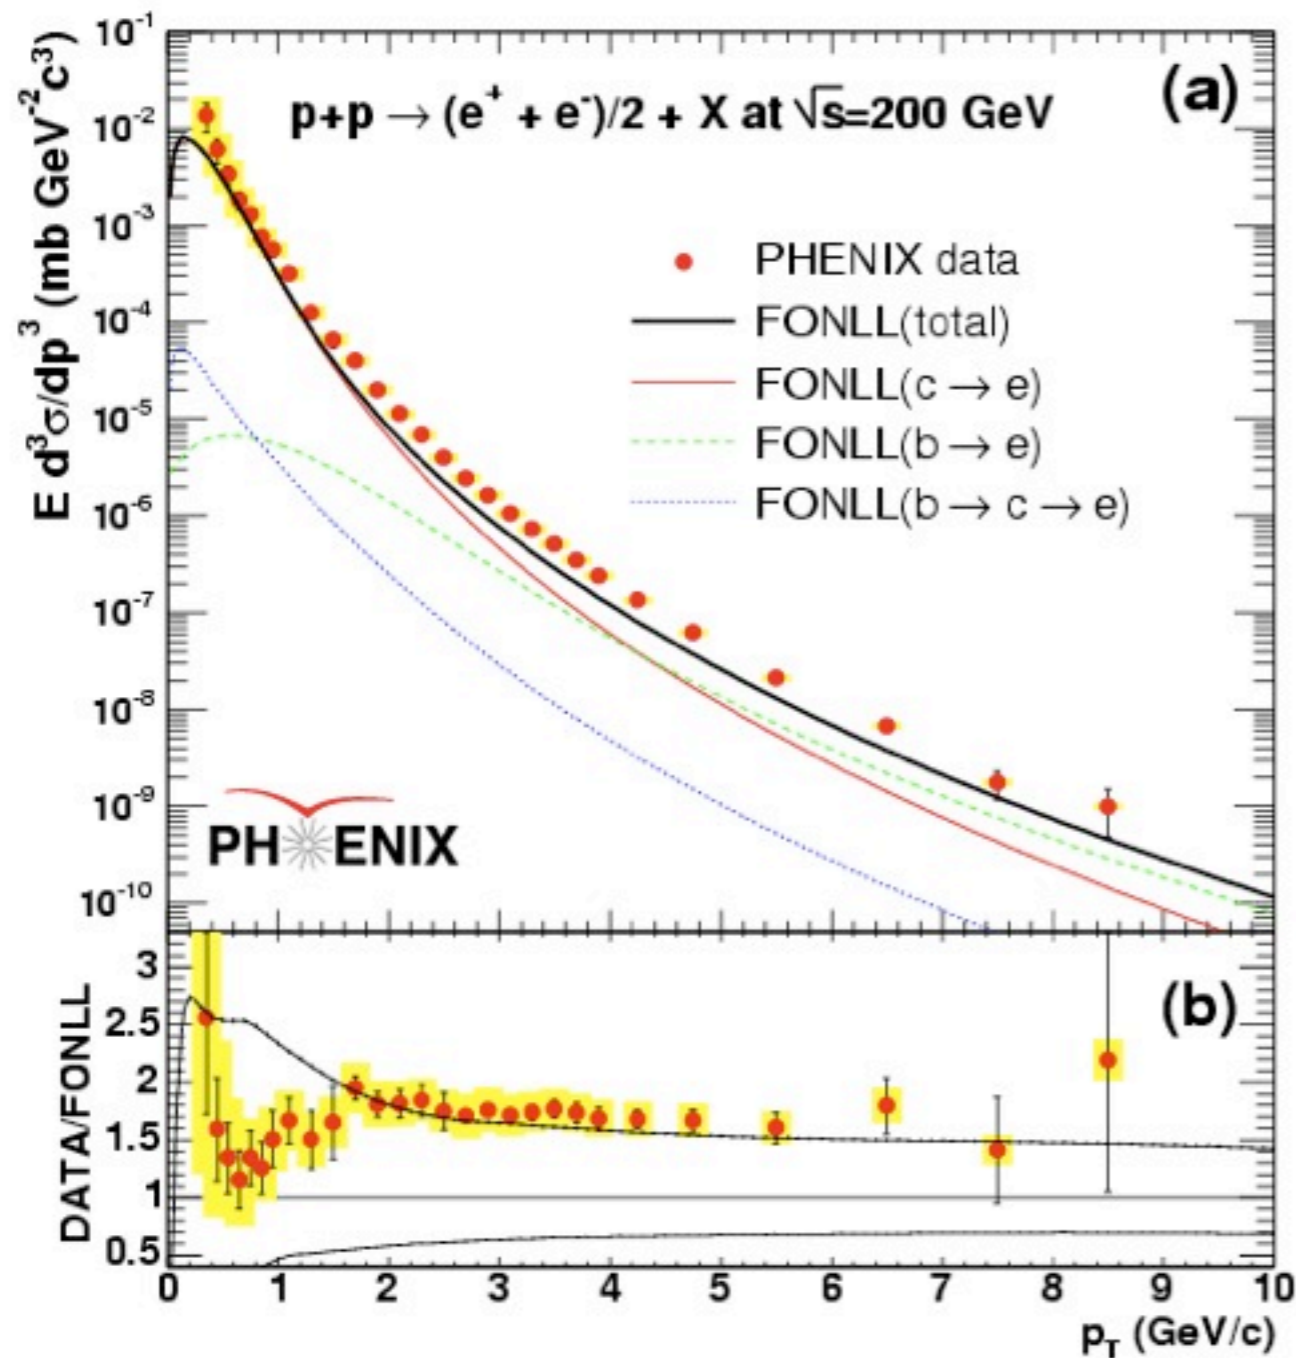 (a)
p+p → (e⁺ + e⁻)/2 + X at √s=200 GeV
E d³σ/dp³ (mb GeV⁻²c³)
10⁻¹
10⁻²
10⁻³
10⁻⁴
10⁻⁵
10⁻⁶
10⁻⁷
10⁻⁸
10⁻⁹
10⁻¹⁰
PHENIX data
FONLL(total)
FONLL(c → e)
FONLL(b → e)
FONLL(b → c → e)
PHENIX
(b)
DATA/FONLL
3
2.5
2
1.5
1
0.5
0 1 2 3 4 5 6 7 8 9 10
p_T (GeV/c)